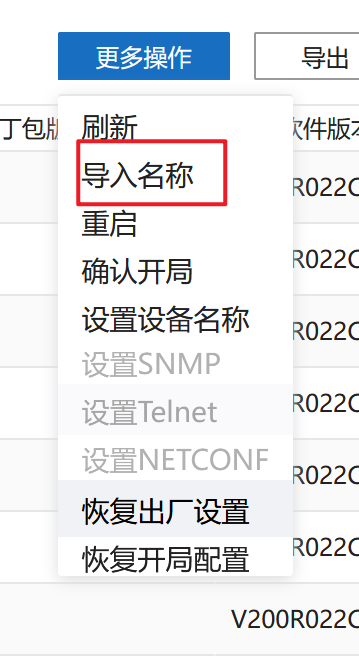 更多操作 导出
丁包版 软件版本
刷新
导入名称
R022C
重启
确认开局
R022C
设置设备名称
R022C
设置SNMP
设置Telnet
R022C
设置NETCONF
R022C
恢复出厂设置
恢复开局配置
R022C
V200R022C